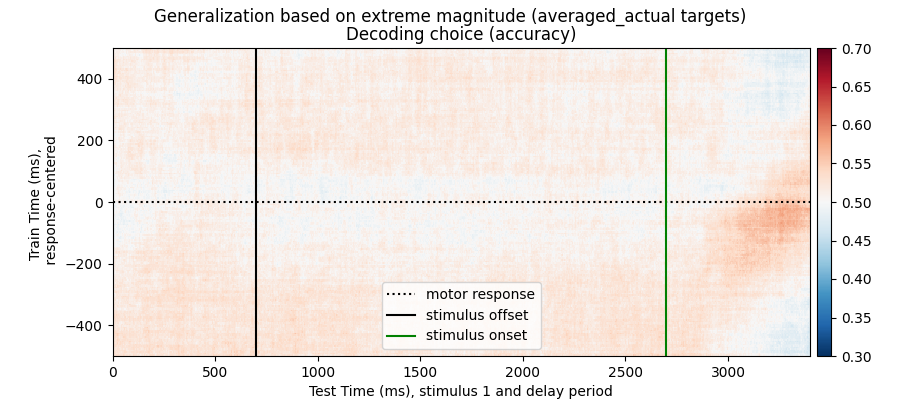 Generalization based on extreme magnitude (averaged_actual targets)
Decoding choice (accuracy)
Train Time (ms),
response-centered
400
200
0
−200
−400
motor response
stimulus offset
stimulus onset
0
500
1000
1500
2000
2500
3000
Test Time (ms), stimulus 1 and delay period
0.70
0.65
0.60
0.55
0.50
0.45
0.40
0.35
0.30